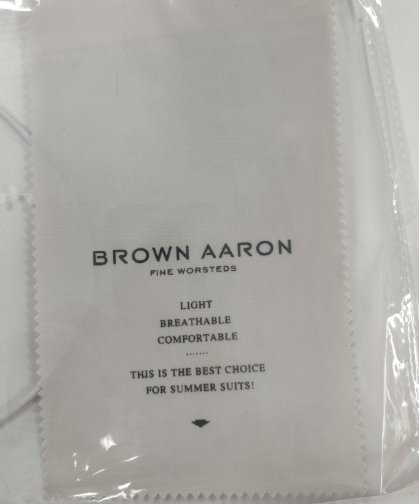 BROWN AARON
FINE WORSTEDS
LIGHT
BREATHABLE
COMFORTABLE
.......
THIS IS THE BEST CHOICE
FOR SUMMER SUITS!